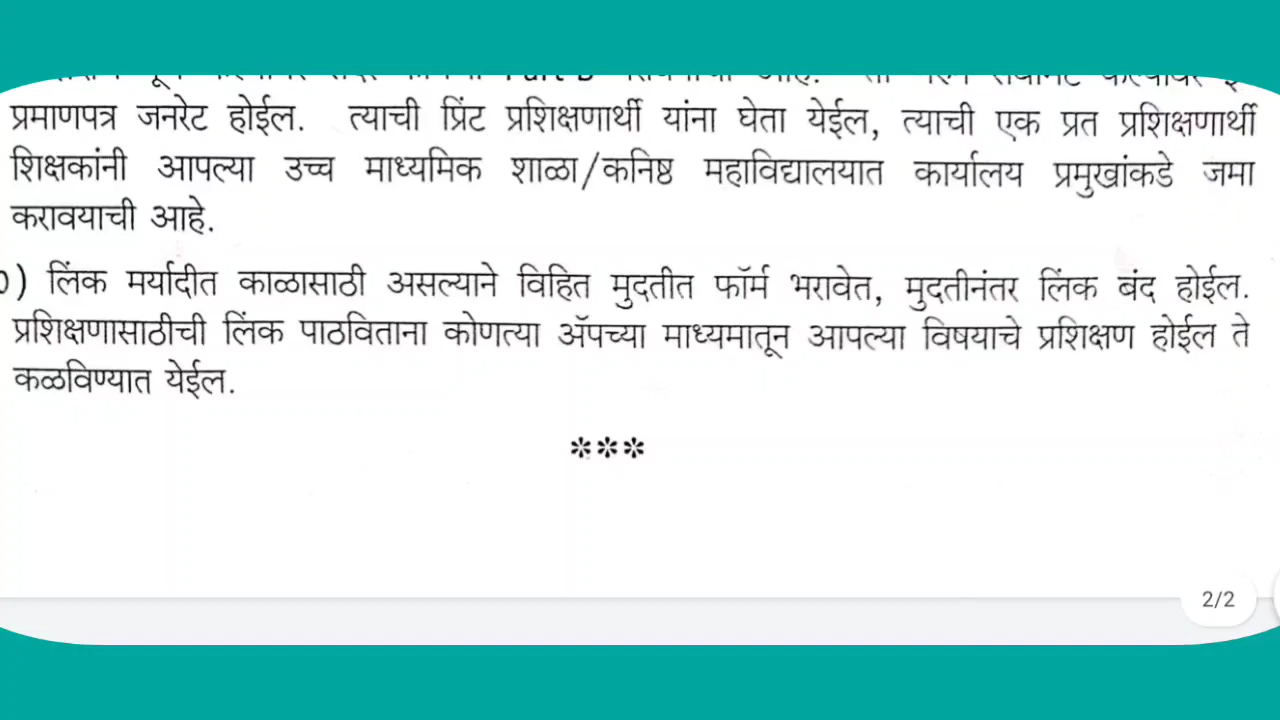 प्रमाणपत्र जनरेट होईल. त्याची प्रिंट प्रशिक्षणार्थी यांना घेता येईल, त्याची एक प्रत प्रशिक्षणार्थी
शिक्षकांनी आपल्या उच्च माध्यमिक शाळा/कनिष्ठ महाविद्यालयात कार्यालय प्रमुखांकडे जमा
करावयाची आहे.
) लिंक मर्यादीत काळासाठी असल्याने विहित मुदतीत फॉर्म भरावेत, मुदतीनंतर लिंक बंद होईल.
प्रशिक्षणासाठीची लिंक पाठविताना कोणत्या ॲपच्या माध्यमातून आपल्या विषयाचे प्रशिक्षण होईल ते
कळविण्यात येईल.
***
2/2